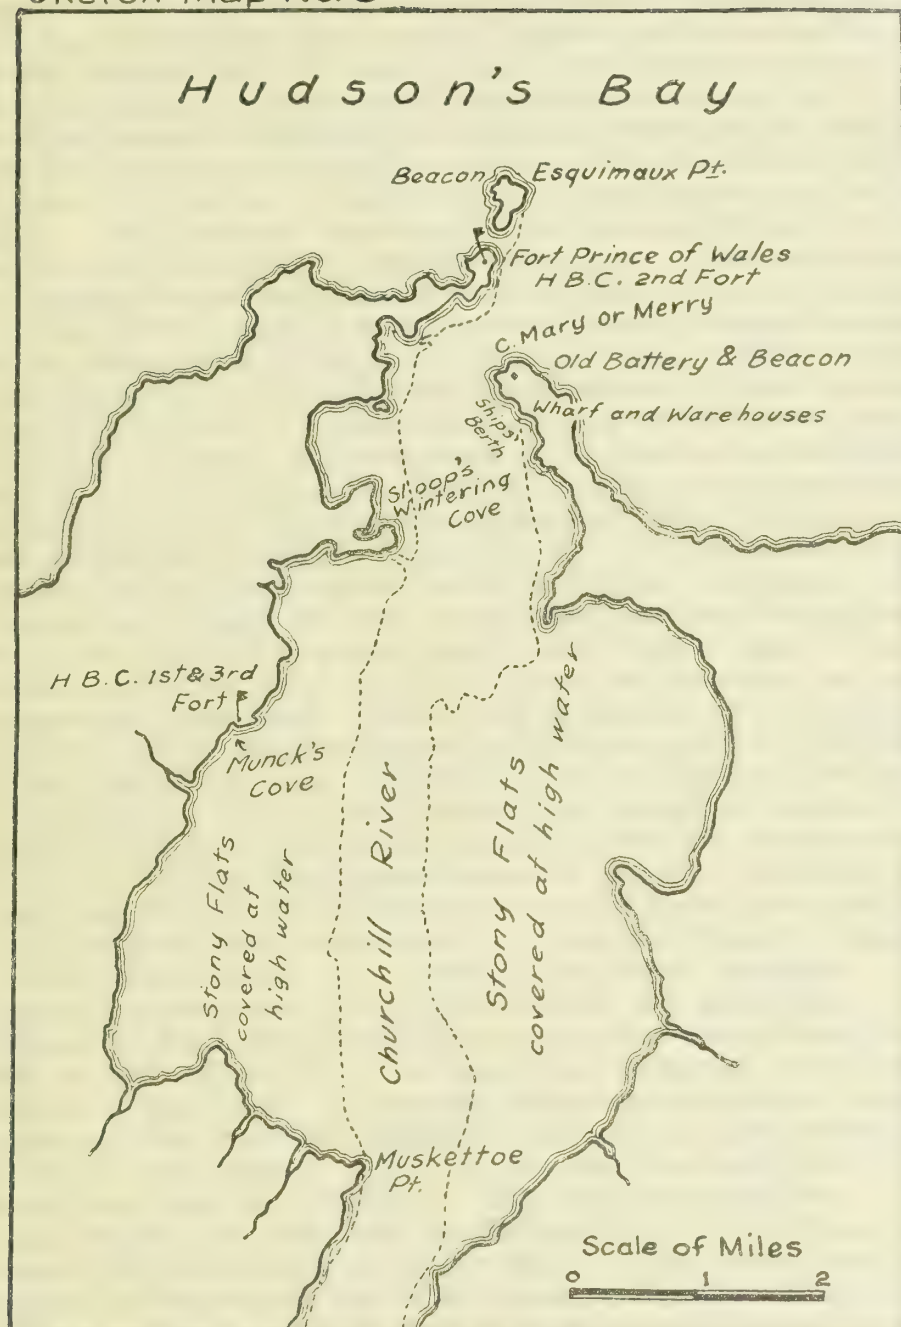 Hudson's Bay
Beacon
Esquimaux Pt.
Fort Prince of Wales
H B.C. 2nd Fort
C. Mary or Merry
Old Battery & Beacon
Wharf and Warehouses
Ships'
Berth
Sloop's
Wintering
Cove
H B.C. 1st & 3rd
Fort
Munck's
Cove
Stony Flats
covered at
high water
Churchill River
Stony Flats
covered at high water
Muskettoe
Pt.
Scale of Miles
0 1 2